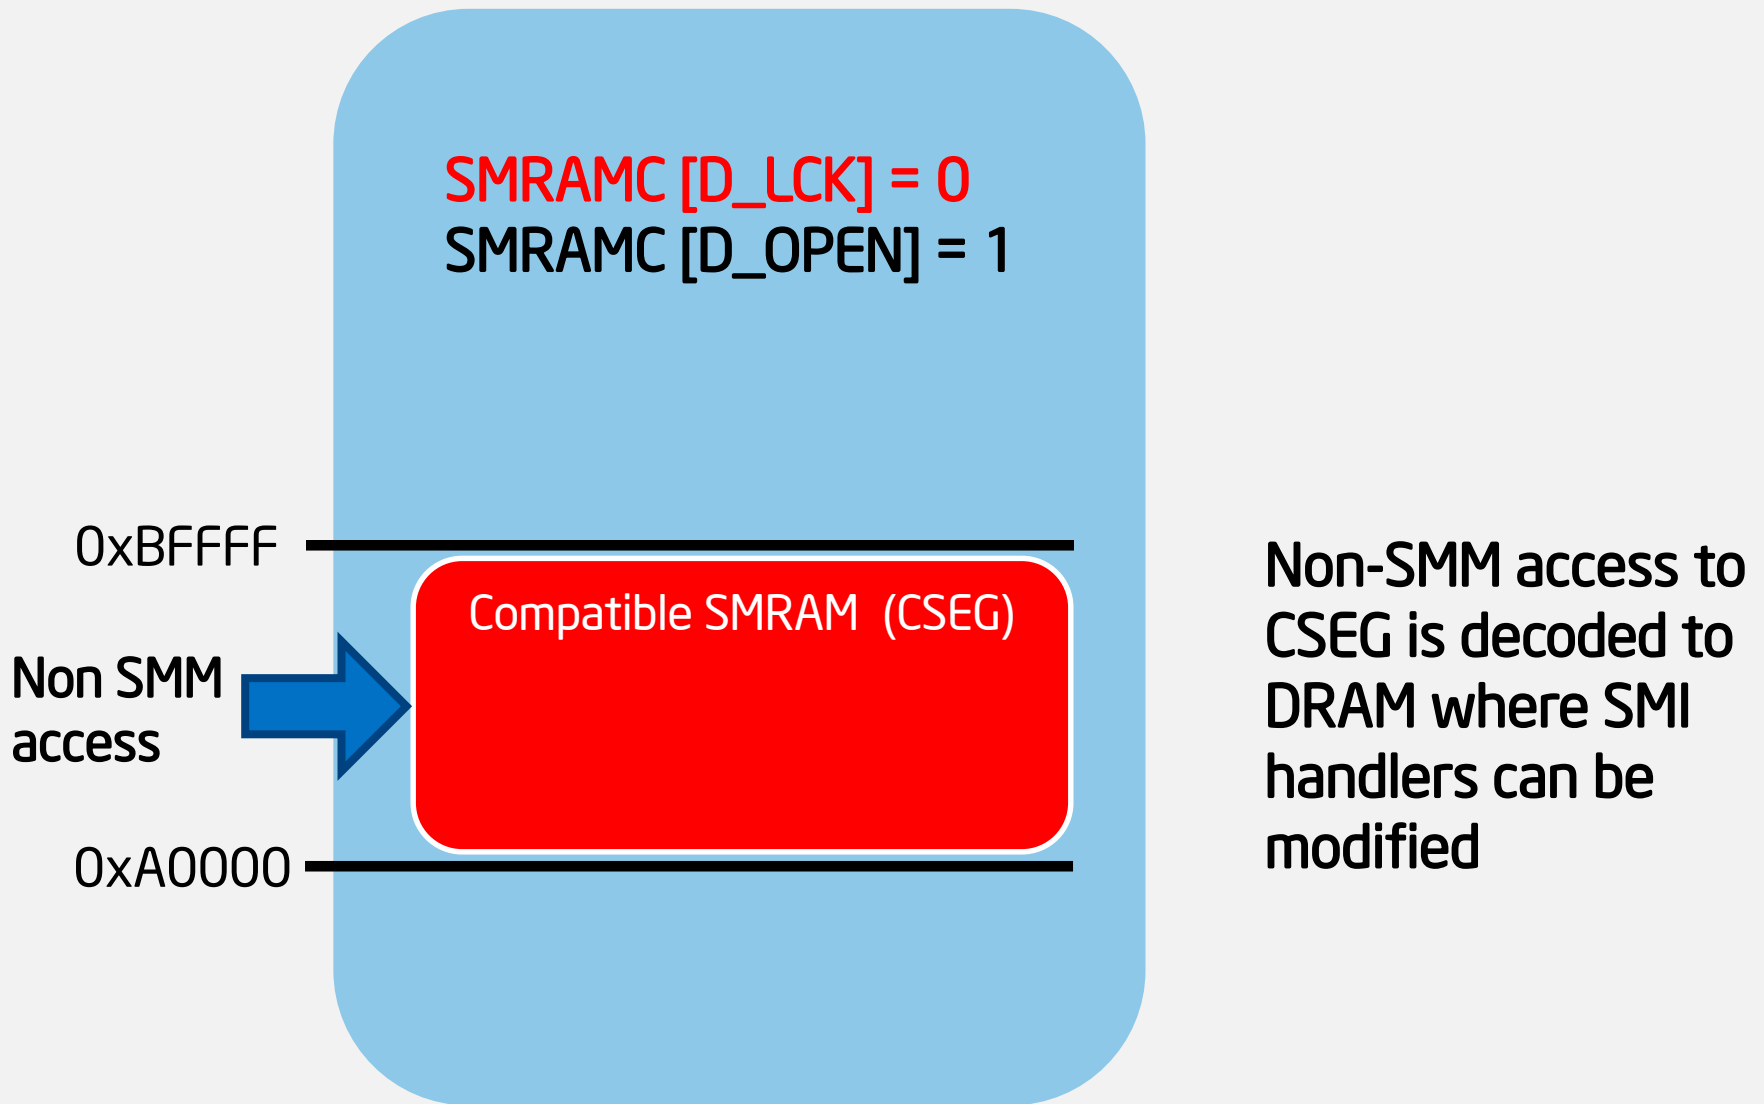 SMRAMC [D_LCK] = 0
SMRAMC [D_OPEN] = 1
0xBFFFF
Compatible SMRAM  (CSEG)
Non SMM
access
0xA0000
Non-SMM access to
CSEG is decoded to
DRAM where SMI
handlers can be
modified